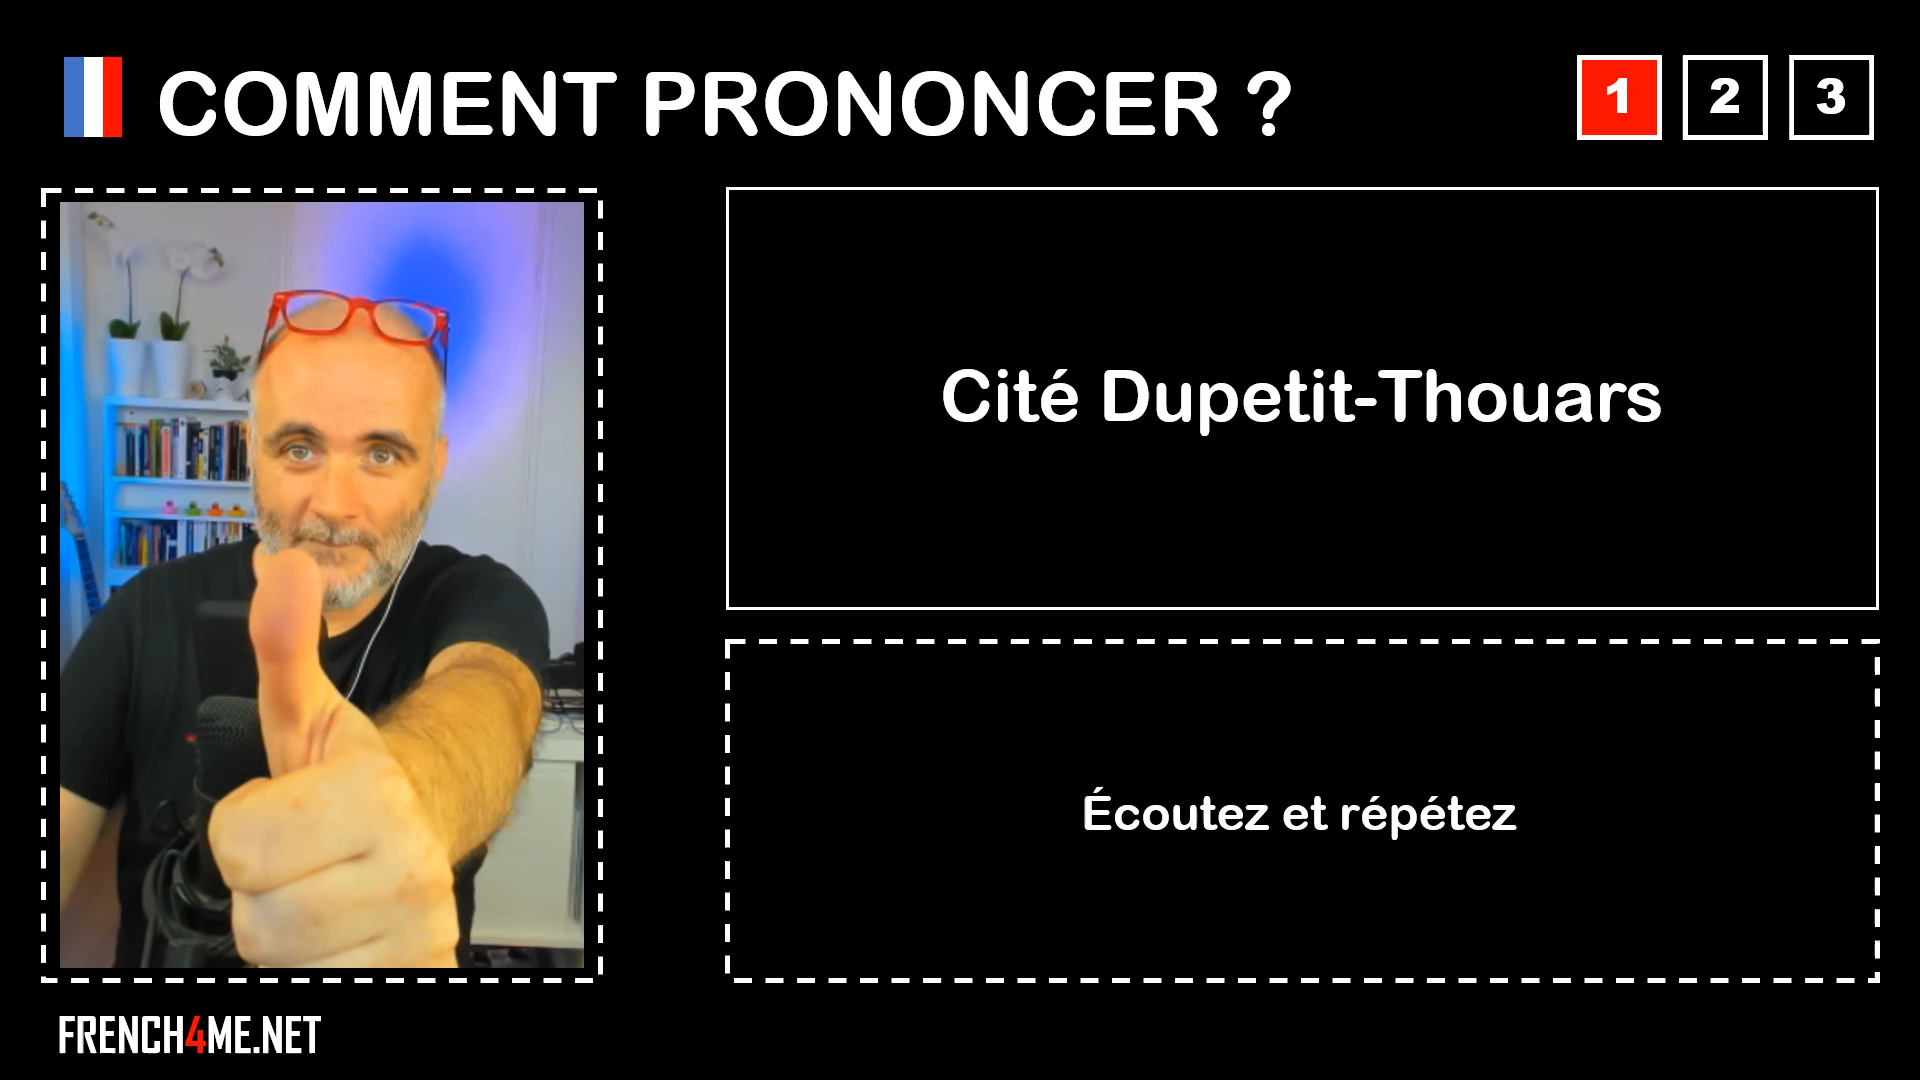 COMMENT PRONONCER ?
1 2 3
Cité Dupetit-Thouars
Écoutez et répétez
FRENCH4ME.NET